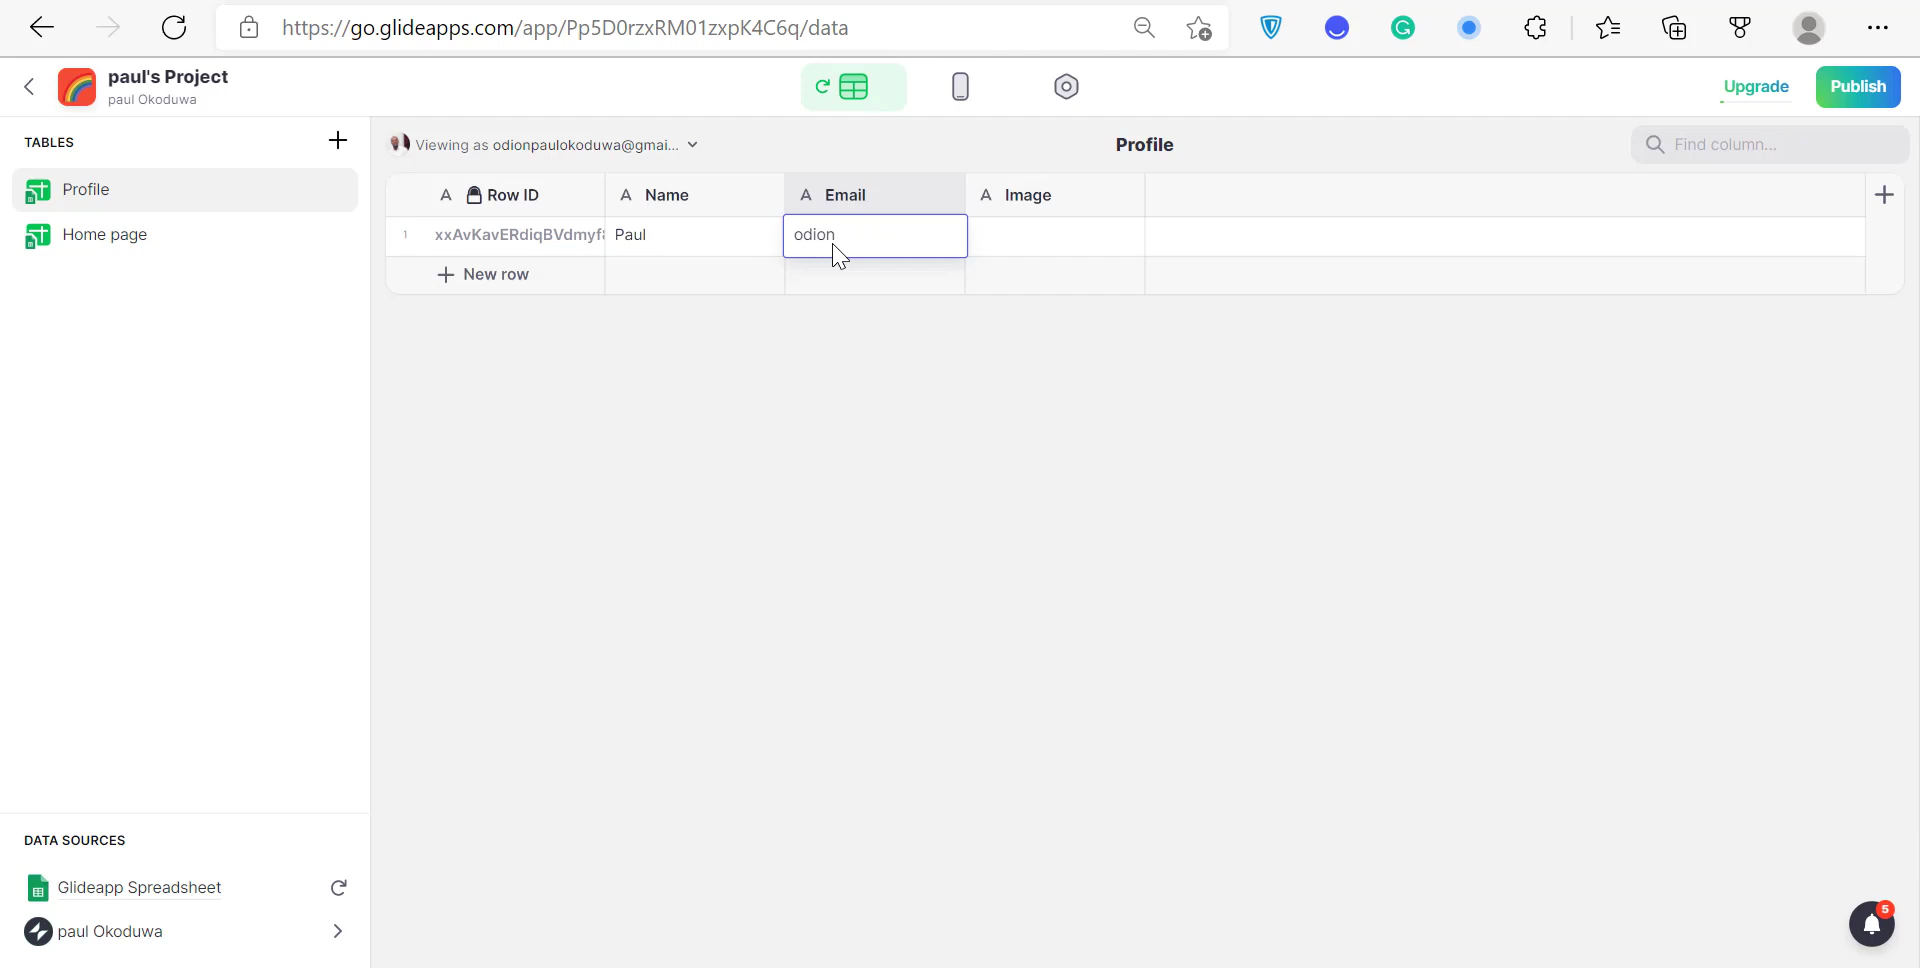 https://go.glideapps.com/app/Pp5D0rzxRM01zxpK4C6q/data
paul's Project
paul Okoduwa
Upgrade
Publish
TABLES
Profile
Home page
Viewing as odionpaulokoduwa@gmai...
Profile
Find column...
A Row ID
A Name
A Email
A Image
1 xxAvKavERdiqBVdmyf Paul odion
New row
DATA SOURCES
Glideapp Spreadsheet
paul Okoduwa
5